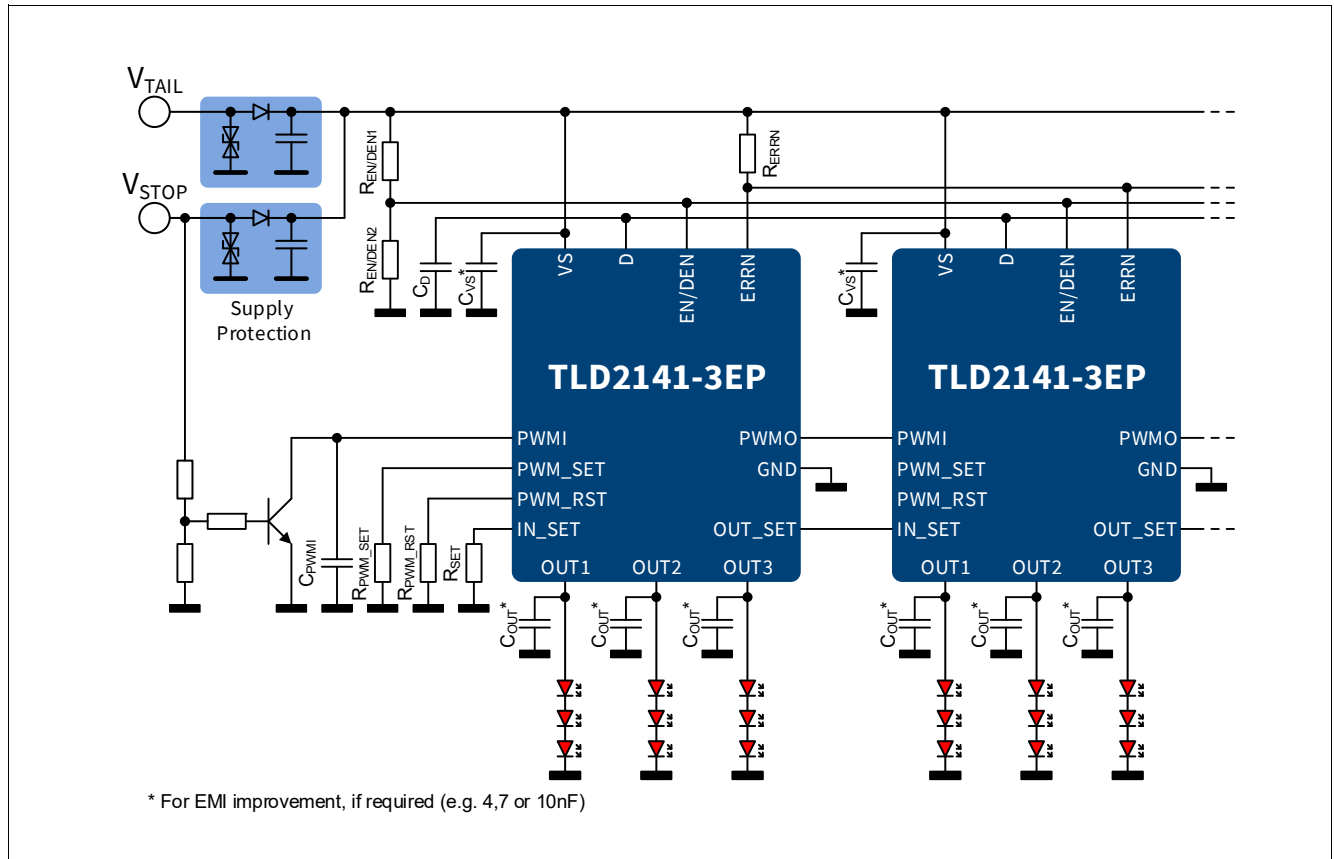 VTAIL
VSTOP
Supply
Protection
REN/DEN1
REN/DEN2
CD
CVS*
RERRN
CVS*
VS
D
EN/DEN
ERRN
VS
D
EN/DEN
ERRN
TLD2141-3EP
TLD2141-3EP
PWMI
PWMO
PWMI
PWMO
PWM_SET
GND
PWM_SET
GND
PWM_RST
PWM_RST
IN_SET
OUT_SET
IN_SET
OUT_SET
CPWMI
RPWM_SET
RPWM_RST
RSET
OUT1
OUT2
OUT3
OUT1
OUT2
OUT3
COUT*
COUT*
COUT*
COUT*
COUT*
COUT*
* For EMI improvement, if required (e.g. 4,7 or 10nF)